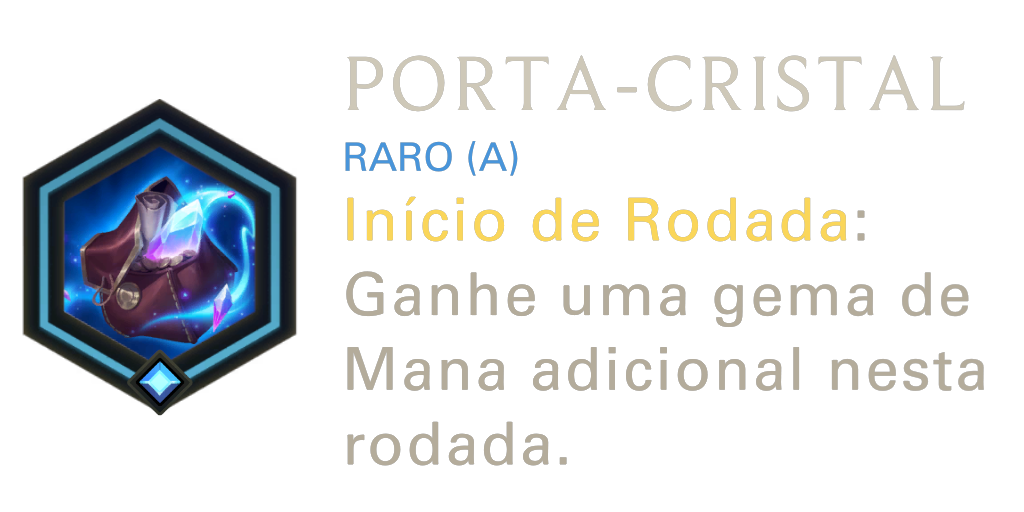 PORTA-CRISTAL
RARO (A)
Início de Rodada:
Ganhe uma gema de
Mana adicional nesta
rodada.